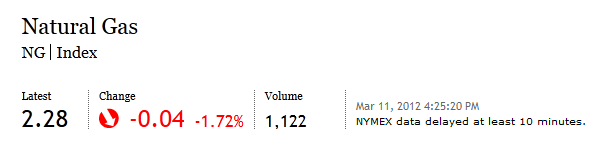 Natural Gas
NG | Index
Latest Change Volume
2.28 -0.04 -1.72% 1,122
Mar 11, 2012 4:25:20 PM
NYMEX data delayed at least 10 minutes.